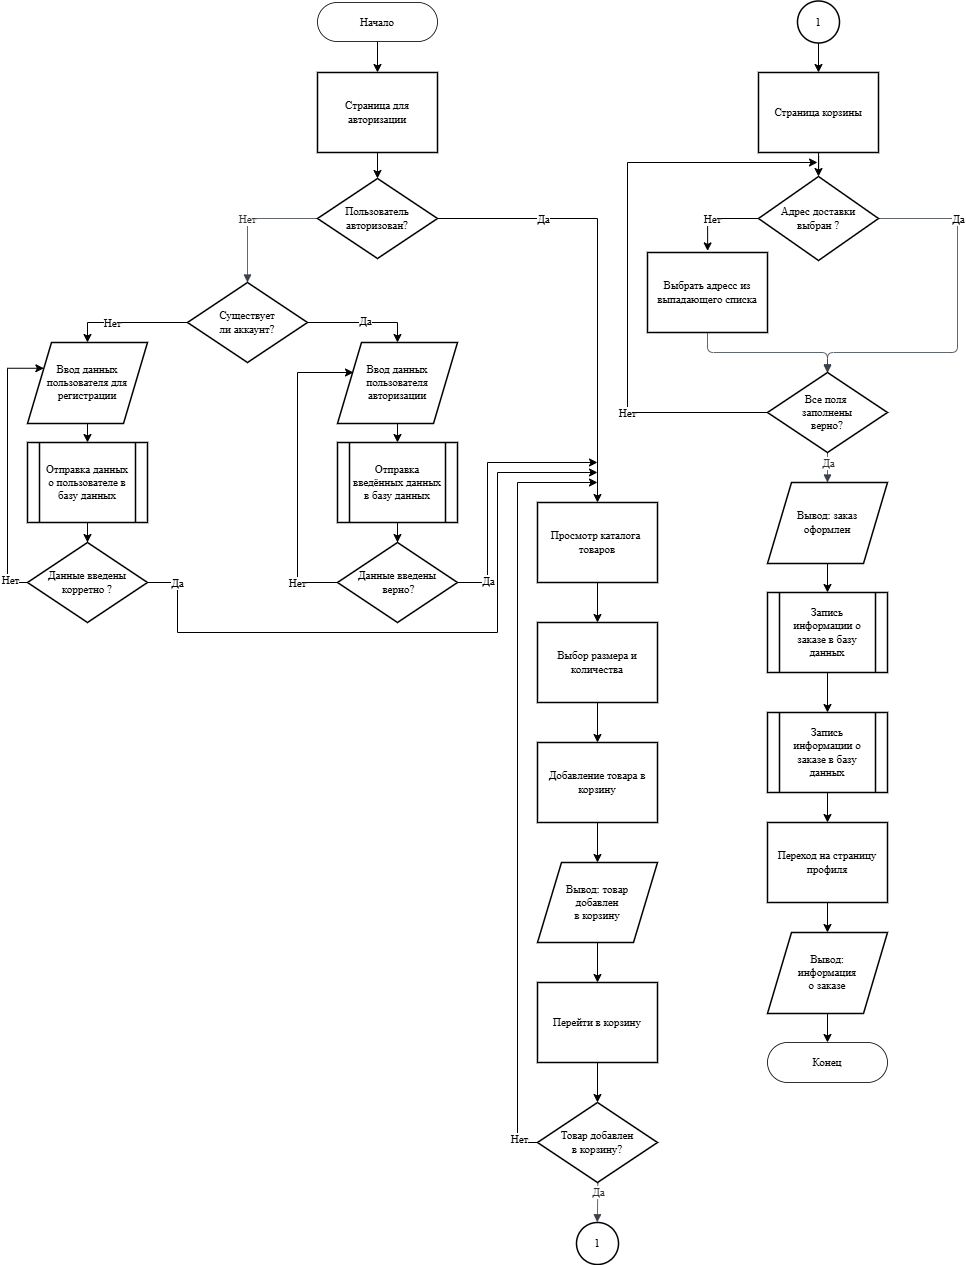 Начало
Страница для
авторизации
Пользователь
авторизован?
Нет
Да
Существует
ли аккаунт?
Нет
Да
Ввод данных
пользователя для
регистрации
Ввод данных
пользователя
авторизации
Отправка данных
о пользователе в
базу данных
Отправка
введённых данных
в базу данных
Данные введены
корретно ?
Нет
Да
Данные введены
верно?
Нет
Да
Просмотр каталога
товаров
Выбор размера и
количества
Добавление товара в
корзину
Вывод: товар
добавлен
в корзину
Перейти в корзину
Товар добавлен
в корзину?
Нет
Да
1
1
Страница корзины
Адрес доставки
выбран ?
Нет
Да
Выбрать адресс из
выпадающего списка
Все поля
заполнены
верно?
Нет
Да
Вывод: заказ
оформлен
Запись
информации о
заказе в базу
данных
Запись
информации о
заказе в базу
данных
Переход на страницу
профиля
Вывод:
информация
о заказе
Конец